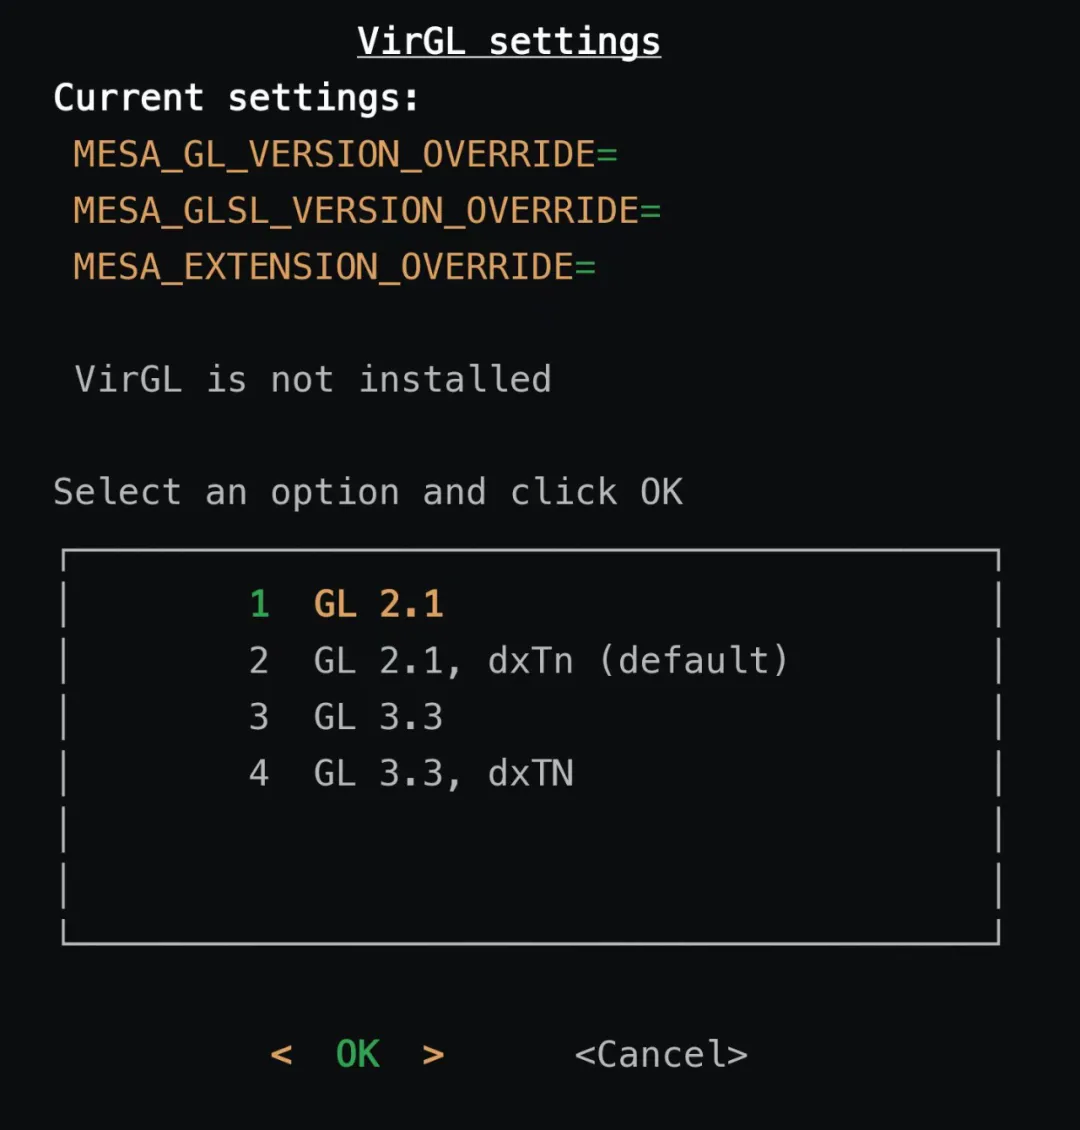 VirGL settings
Current settings:
MESA_GL_VERSION_OVERRIDE=
MESA_GLSL_VERSION_OVERRIDE=
MESA_EXTENSION_OVERRIDE=
VirGL is not installed
Select an option and click OK
1 GL 2.1
2 GL 2.1, dxTn (default)
3 GL 3.3
4 GL 3.3, dxTN
< OK > <Cancel>